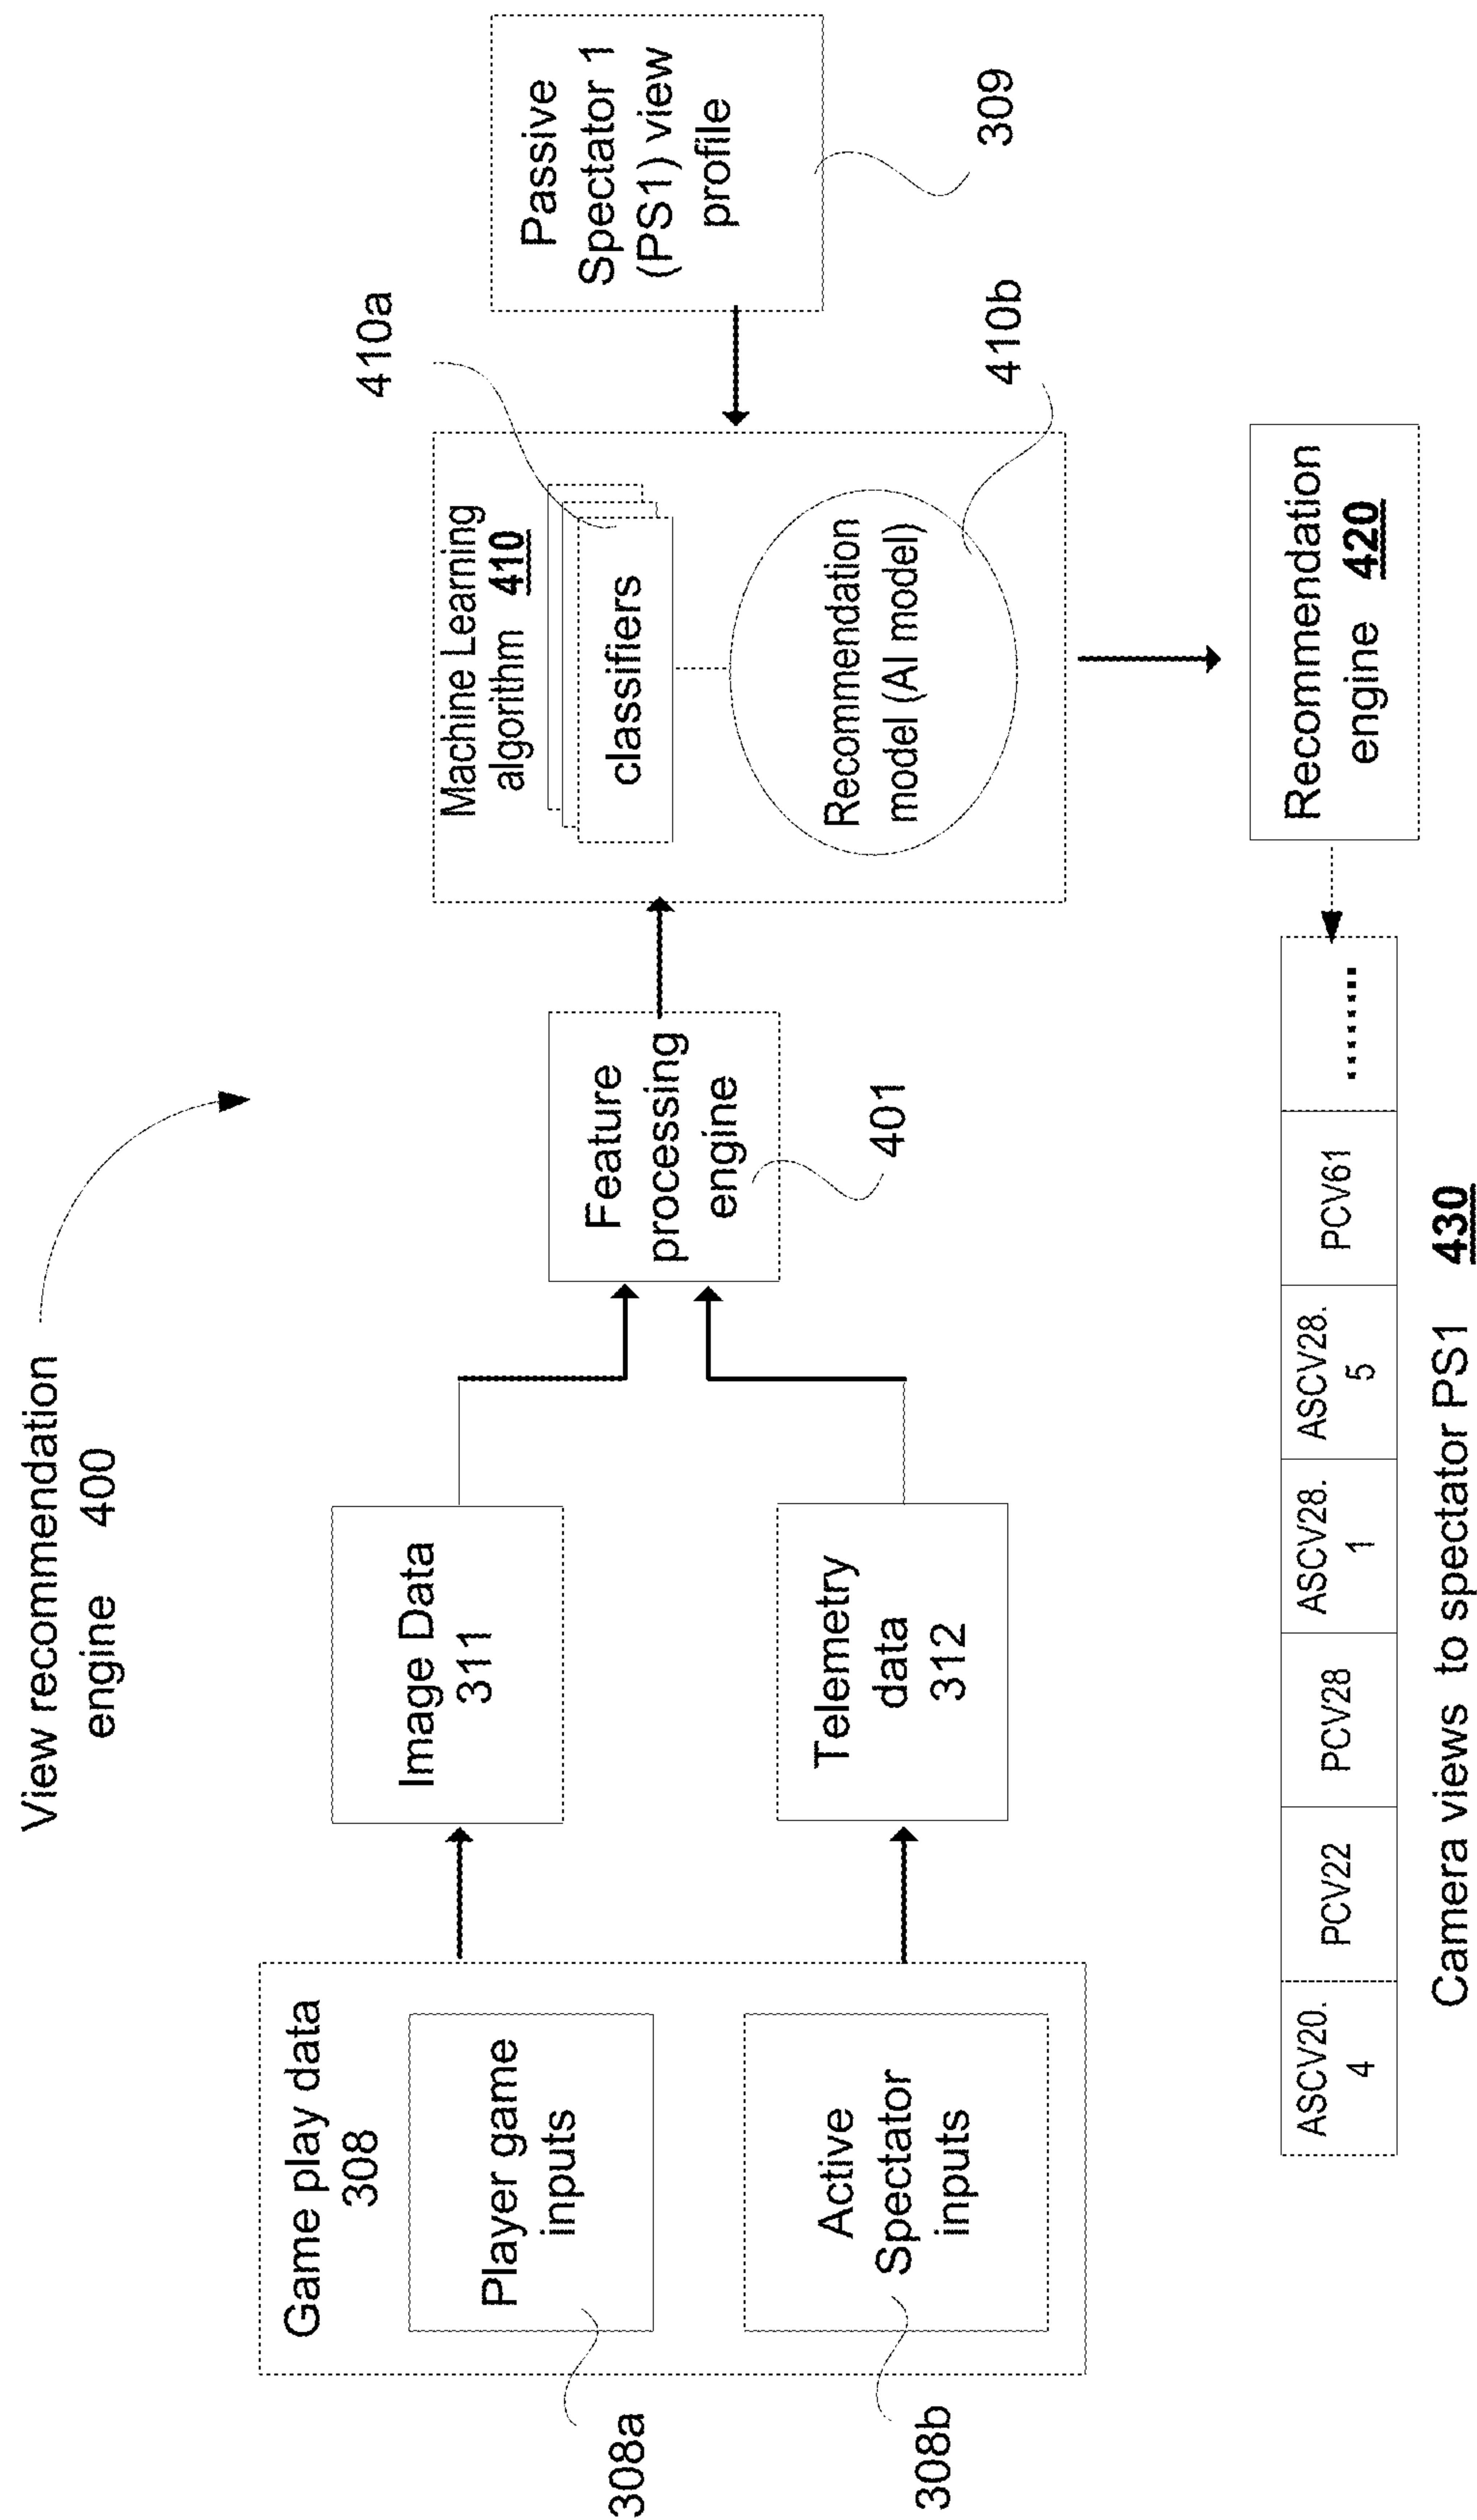 View recommendation
engine 400
Game play data
308
Player game
inputs
308a
Active
Spectator
inputs
308b
Image Data
311
Telemetry
data
312
Feature
processing
engine
401
Machine Learning
algorithm 410
classifiers
410a
Recommendation
model (AI model)
410b
Passive
Spectator 1
(PS1) view
profile
309
Recommendation
engine 420
ASCV20.
4
PCV22
PCV28
ASCV28.
1
ASCV28.
5
PCV61
........
Camera views to spectator PS1 430